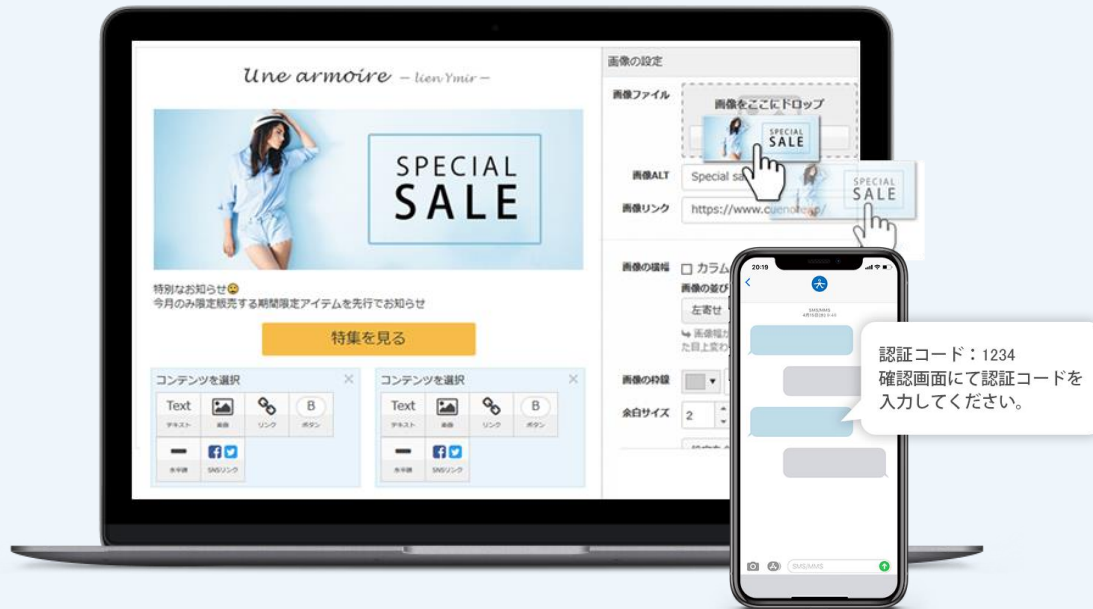 Une armoire – lien Ymir –
SPECIAL
SALE
特別なお知らせ
今月のみ限定販売する期間限定アイテムを先行でお知らせ
特集を見る
コンテンツを選択
Text
テキスト
画像
リンク
B
ボタン
水平線
SNSリンク
コンテンツを選択
Text
テキスト
画像
リンク
B
ボタン
水平線
SNSリンク
画像の設定
画像ファイル
画像をここにドロップ
SPECIAL
SALE
SPECIAL
SALE
画像ALT
Special
画像リンク
画像の横幅
カラム
画像の並び
左寄せ
画像の枠線
余白サイズ
2
20:19
SMS/MMS
認証コード：1234
確認画面にて認証コードを
入力してください。
SMS/MMS